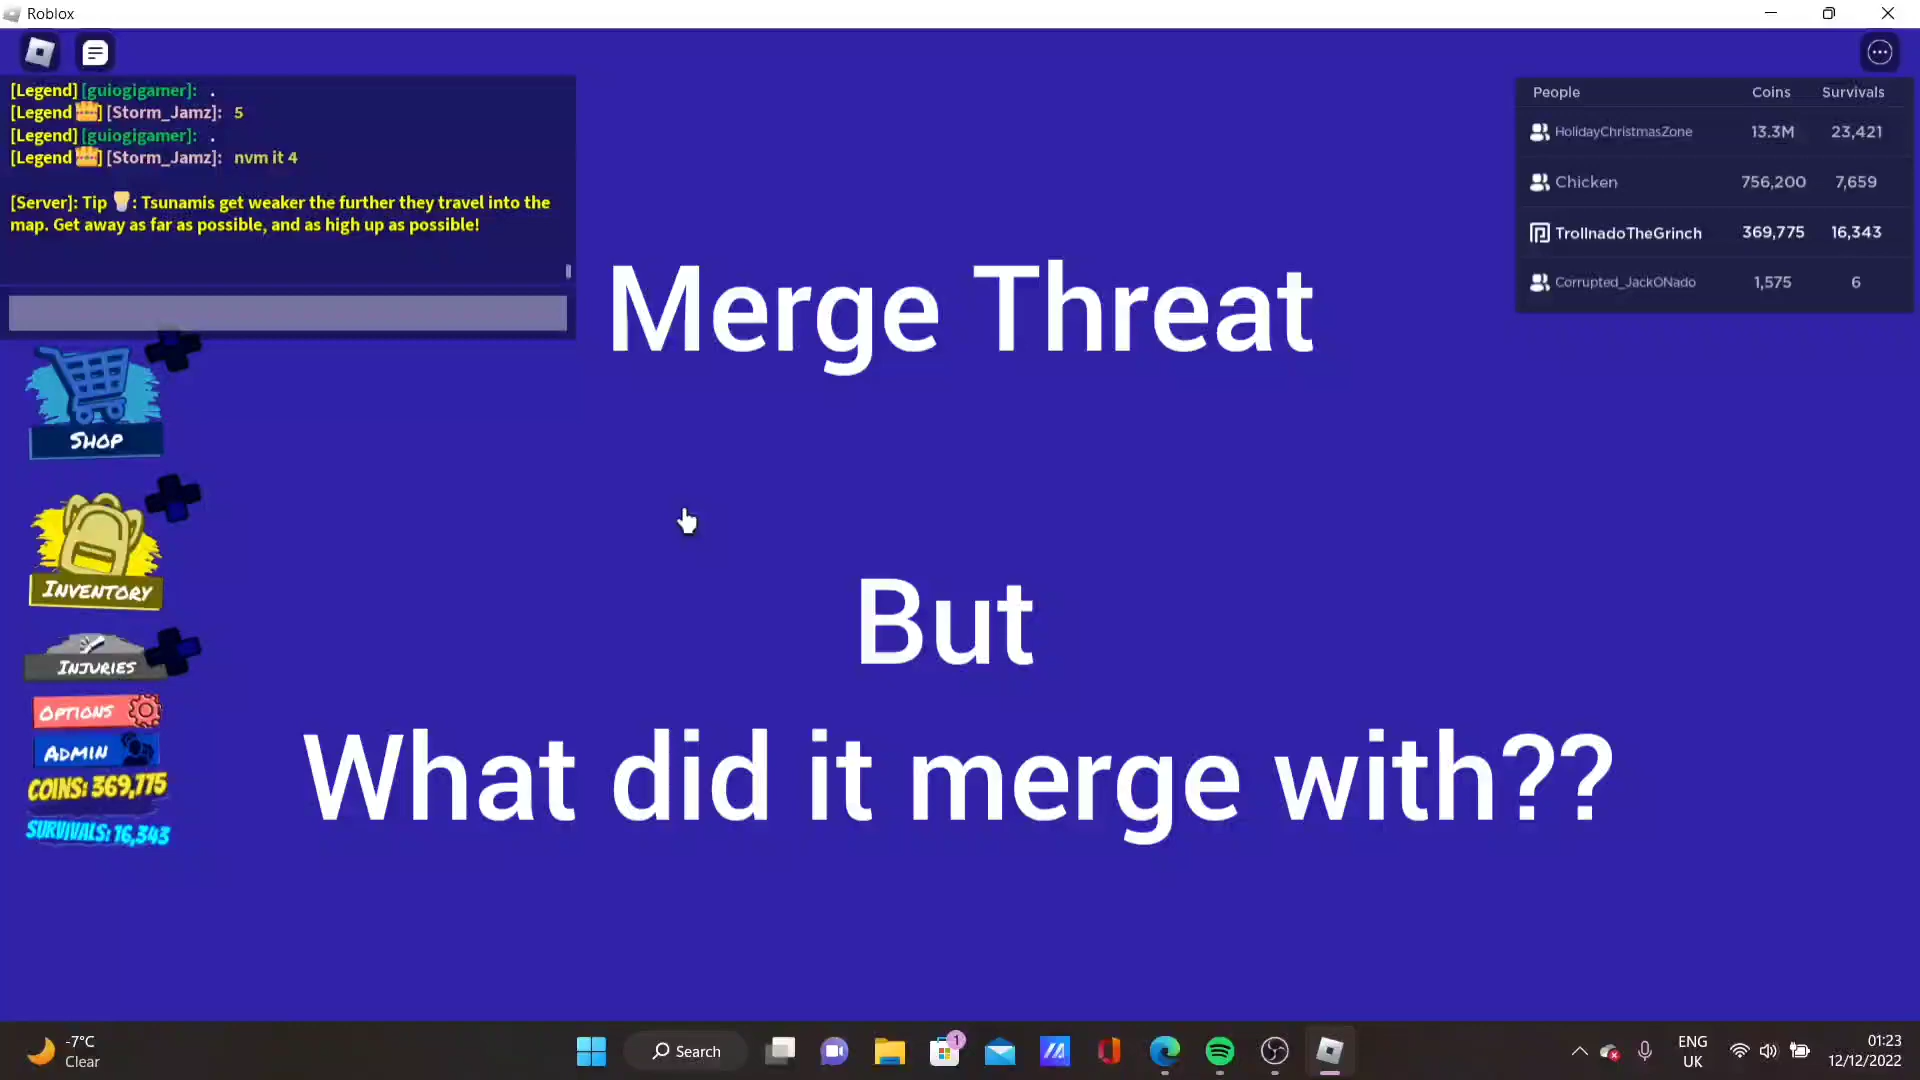 Roblox
[Legend] [guiogigamer]: .
[Legend] [Storm_Jamz]: 5
[Legend] [guiogigamer]: .
[Legend] [Storm_Jamz]: nvm it 4
[Server]: Tip : Tsunamis get weaker the further they travel into the
map. Get away as far as possible, and as high up as possible!
People Coins Survivals
HolidayChristmasZone 13.3M 23,421
Chicken 756,200 7,659
TrollnadoTheGrinch 369,775 16,343
Corrupted_JackONado 1,575 6
Merge Threat
But
What did it merge with??
SHOP
INVENTORY
INJURIES
OPTIONS
ADMIN
COINS: 369,775
SURVIVALS: 16,343
-7°C
Clear
Search
1
ENG
UK
01:23
12/12/2022